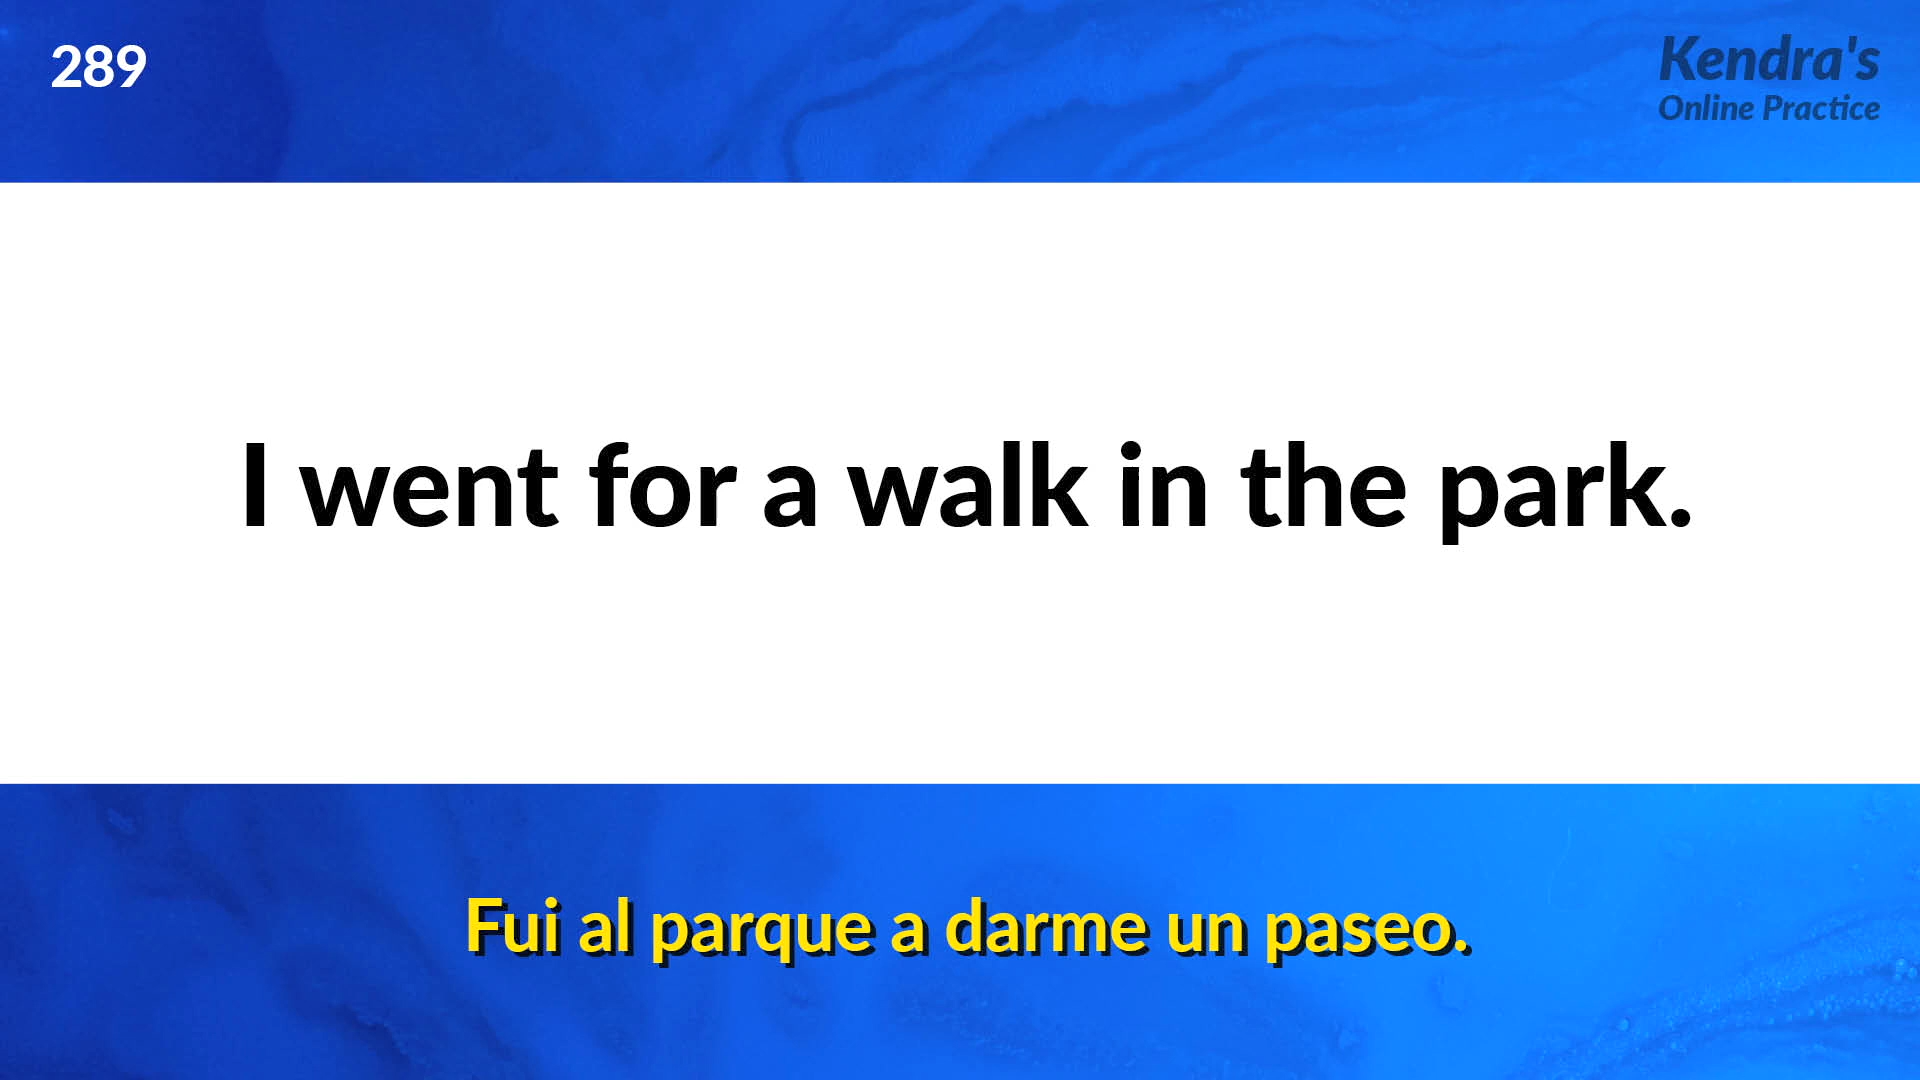 289
Kendra's
Online Practice
I went for a walk in the park.
Fui al parque a darme un paseo.